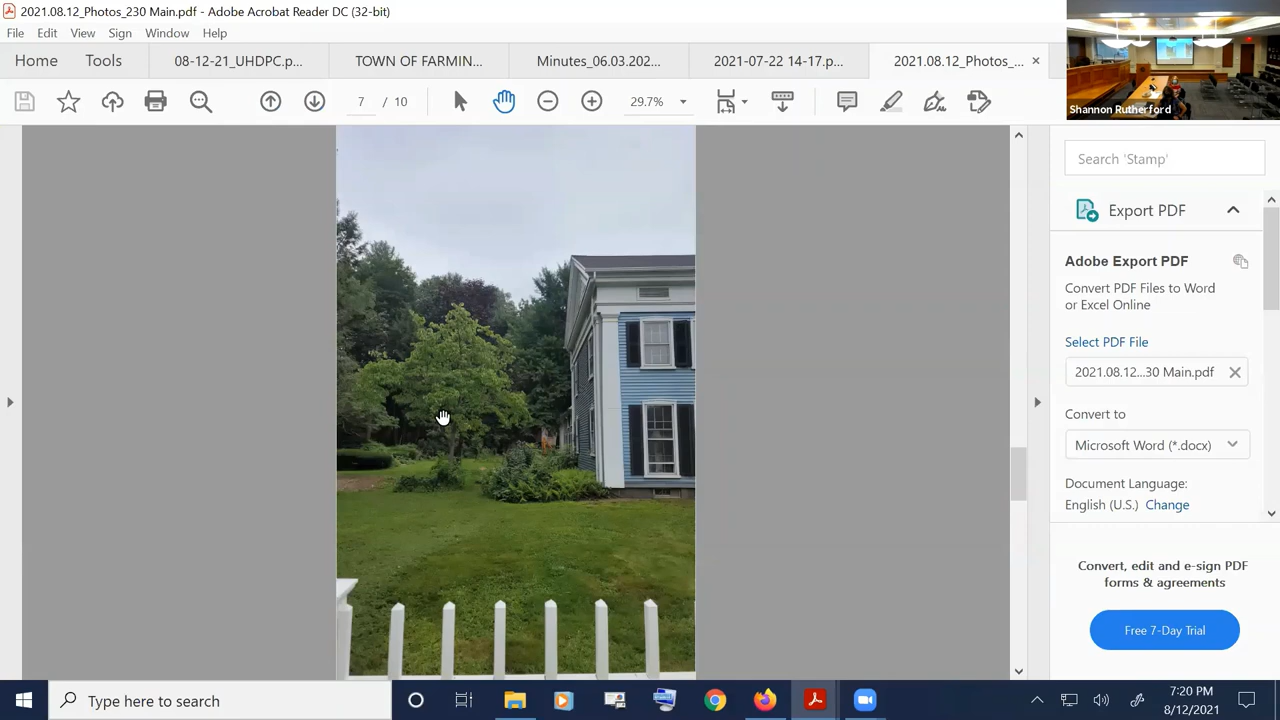 2021.08.12_Photos_230 Main.pdf - Adobe Acrobat Reader DC (32-bit)
File Edit View Sign Window Help
Home Tools 08-12-21_UHDPC.p... TOWN OF FARMIN... Minutes_06.03.202... 2021-07-22 14-17.p... 2021.08.12_Photos_...
7 / 10 29.7%
Shannon Rutherford
Search 'Stamp'
Export PDF
Adobe Export PDF
Convert PDF Files to Word
or Excel Online
Select PDF File
2021.08.12...30 Main.pdf
Convert to
Microsoft Word (*.docx)
Document Language:
English (U.S.) Change
Convert, edit and e-sign PDF
forms & agreements
Free 7-Day Trial
Type here to search
7:20 PM
8/12/2021